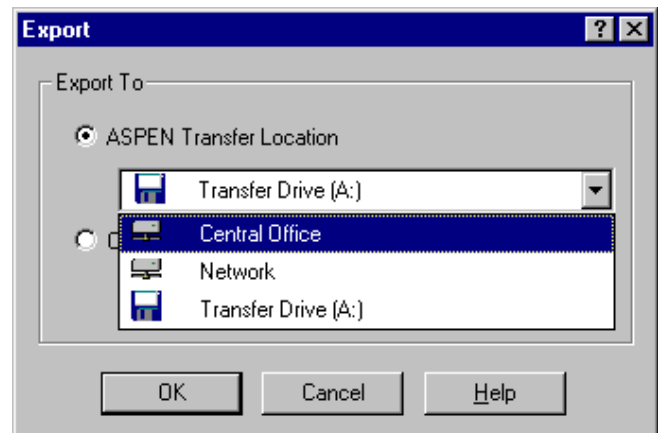 Export
Export To
ASPEN Transfer Location
Transfer Drive (A:)
Central Office
Network
Transfer Drive (A:)
OK Cancel Help